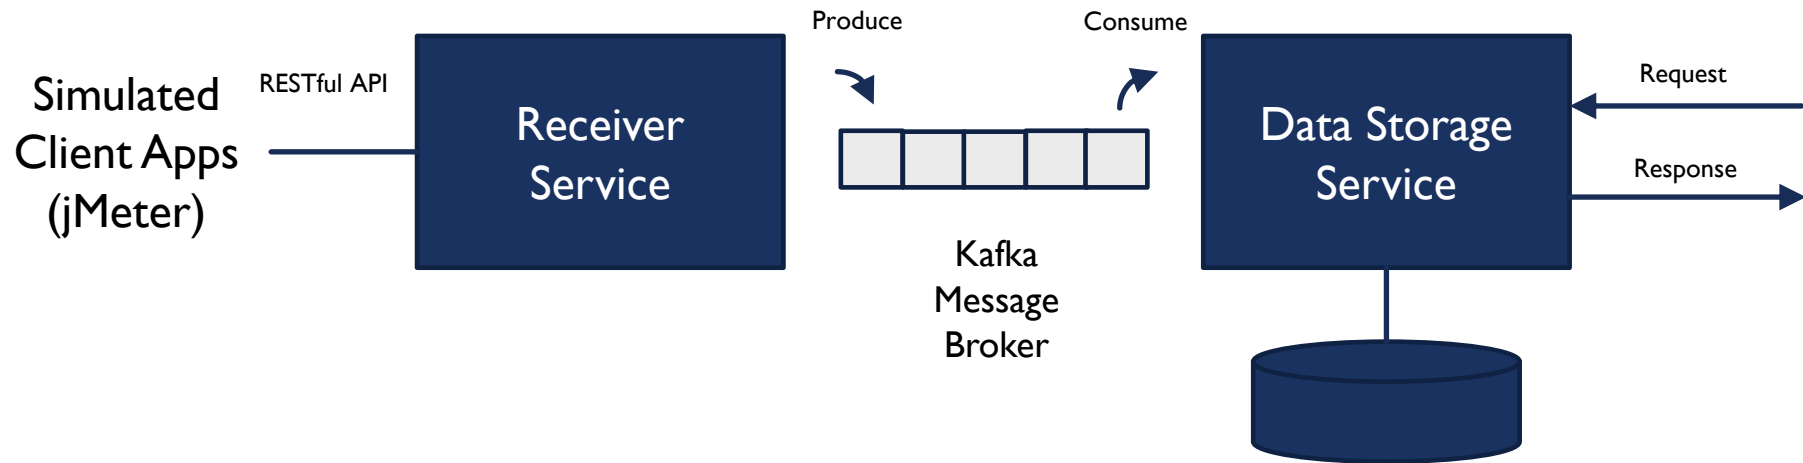 Simulated
Client Apps
(jMeter)
RESTful API
Receiver
Service
Produce
Consume
Kafka
Message
Broker
Data Storage
Service
Request
Response